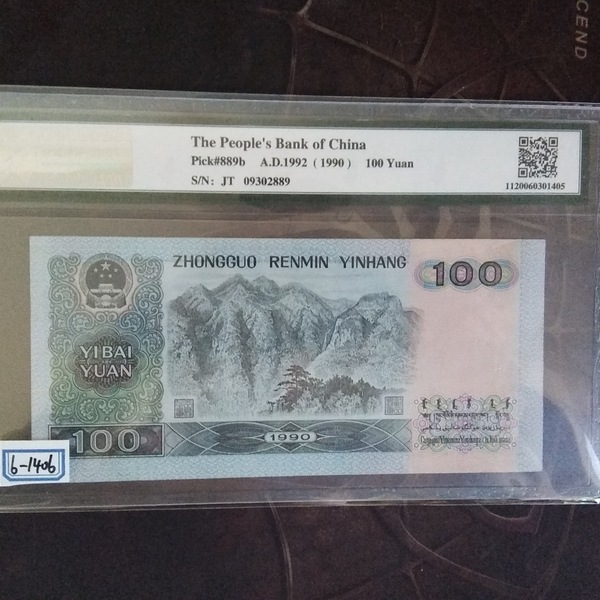 CEND
The People's Bank of China
Pick#889b A.D.1992 (1990) 100 Yuan
S/N: JT 09302889
1120060301405
ZHONGGUO RENMIN YINHANG
100
YIBAI
YUAN
100
1990
6-1406